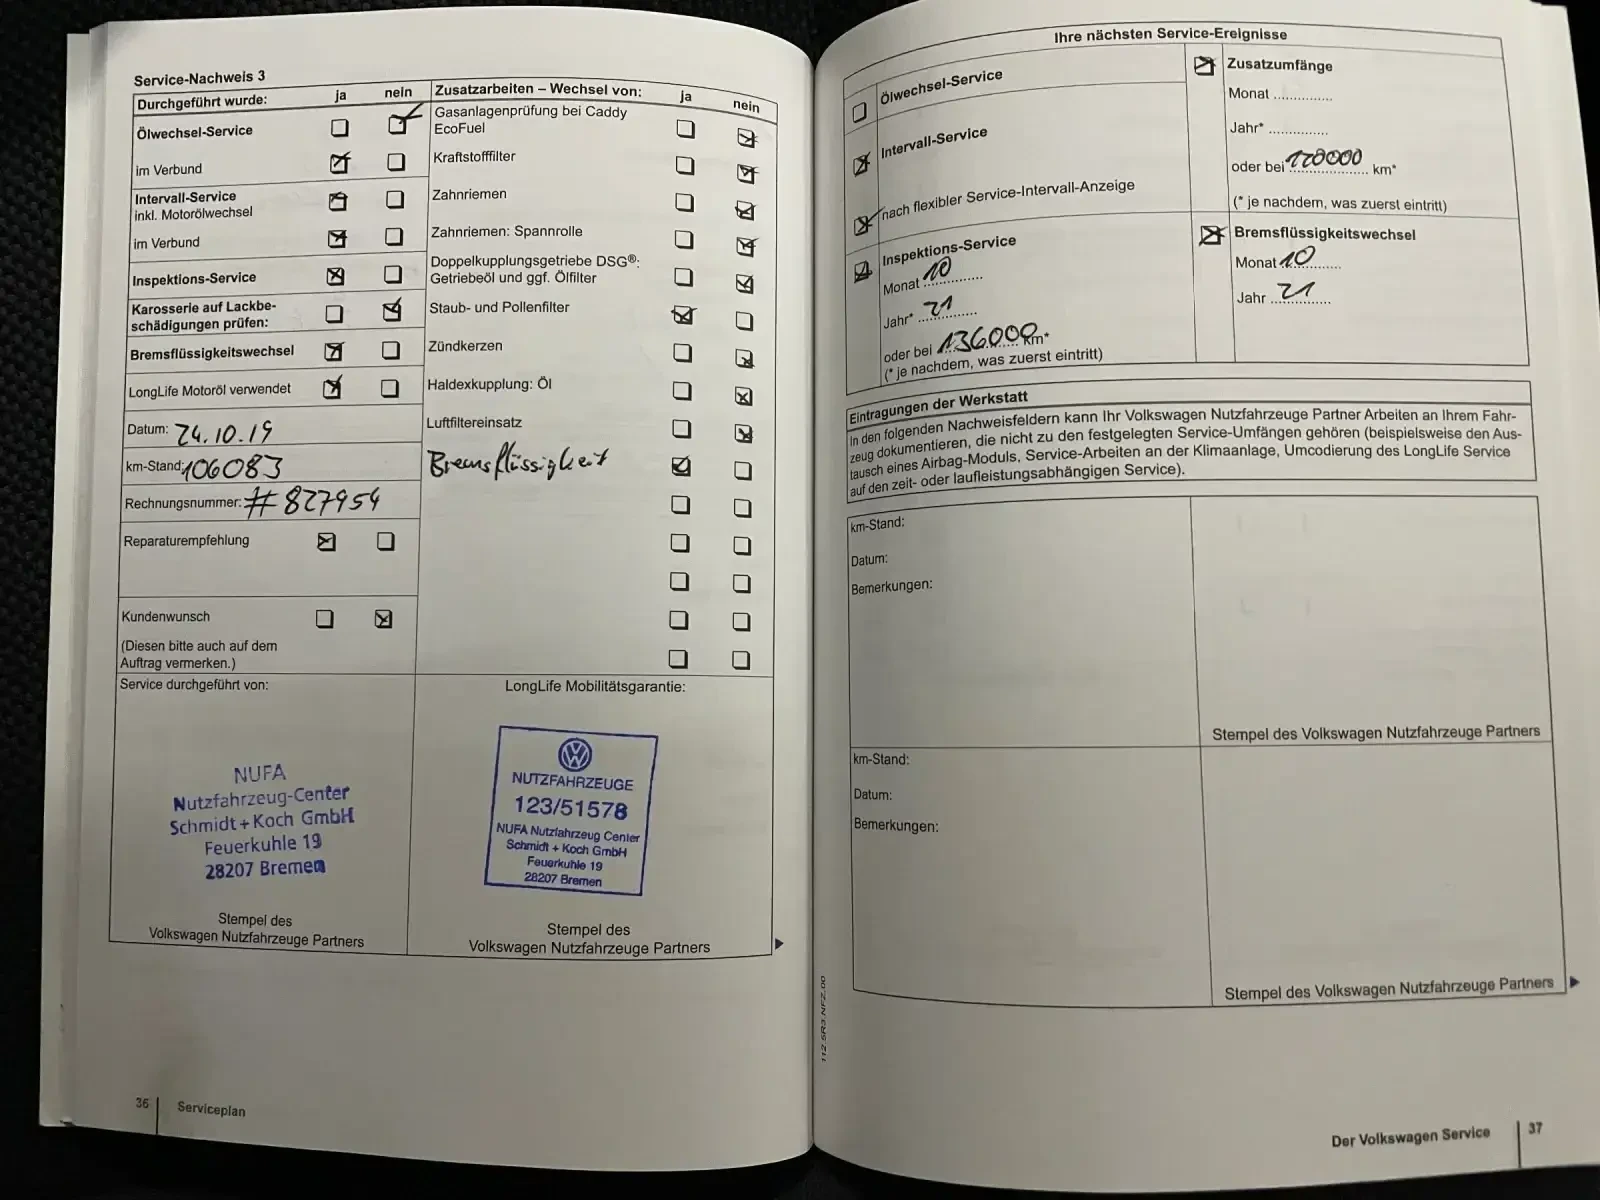 Service-Nachweis 3
Durchgeführt wurde: ja nein
Ölwechsel-Service
im Verbund
Intervall-Service
inkl. Motorölwechsel
im Verbund
Inspektions-Service
Karosserie auf Lackbe-
schädigungen prüfen:
Bremsflüssigkeitswechsel
LongLife Motoröl verwendet
Datum: 24.10.19
km-Stand: 106083
Rechnungsnummer: #827954
Reparaturempfehlung
Kundenwunsch
(Diesen bitte auch auf dem
Auftrag vermerken.)
Zusatzarbeiten – Wechsel von: ja nein
Gasanlagenprüfung bei Caddy
EcoFuel
Kraftstofffilter
Zahnriemen
Zahnriemen: Spannrolle
Doppelkupplungsgetriebe DSG®:
Getriebeöl und ggf. Ölfilter
Staub- und Pollenfilter
Zündkerzen
Haldexkupplung: Öl
Luftfiltereinsatz
Bremsflüssigkeit
Service durchgeführt von:
NUFA
Nutzfahrzeug-Center
Schmidt+Koch GmbH
Feuerkuhle 19
28207 Bremen
Stempel des
Volkswagen Nutzfahrzeuge Partners
LongLife Mobilitätsgarantie:
NUTZFAHRZEUGE
123/51578
NUFA Nutzfahrzeug Center
Schmidt + Koch GmbH
Feuerkuhle 19
28207 Bremen
Stempel des
Volkswagen Nutzfahrzeuge Partners
36 Serviceplan
Ihre nächsten Service-Ereignisse
Ölwechsel-Service
Intervall-Service
nach flexibler Service-Intervall-Anzeige
Inspektions-Service
Monat 10
Jahr* 21
oder bei 136000 km*
(* je nachdem, was zuerst eintritt)
Zusatzumfänge
Monat ...............
Jahr* ...............
oder bei 120000 km*
(* je nachdem, was zuerst eintritt)
Bremsflüssigkeitswechsel
Monat 10
Jahr 21
Eintragungen der Werkstatt
In den folgenden Nachweisfeldern kann Ihr Volkswagen Nutzfahrzeuge Partner Arbeiten an Ihrem Fahr-
zeug dokumentieren, die nicht zu den festgelegten Service-Umfängen gehören (beispielsweise den Aus-
tausch eines Airbag-Moduls, Service-Arbeiten an der Klimaanlage, Umcodierung des LongLife Service
auf den zeit- oder laufleistungsabhängigen Service).
km-Stand:
Datum:
Bemerkungen:
Stempel des Volkswagen Nutzfahrzeuge Partners
km-Stand:
Datum:
Bemerkungen:
Stempel des Volkswagen Nutzfahrzeuge Partners
112.5R3.NFZ.00
Der Volkswagen Service 37